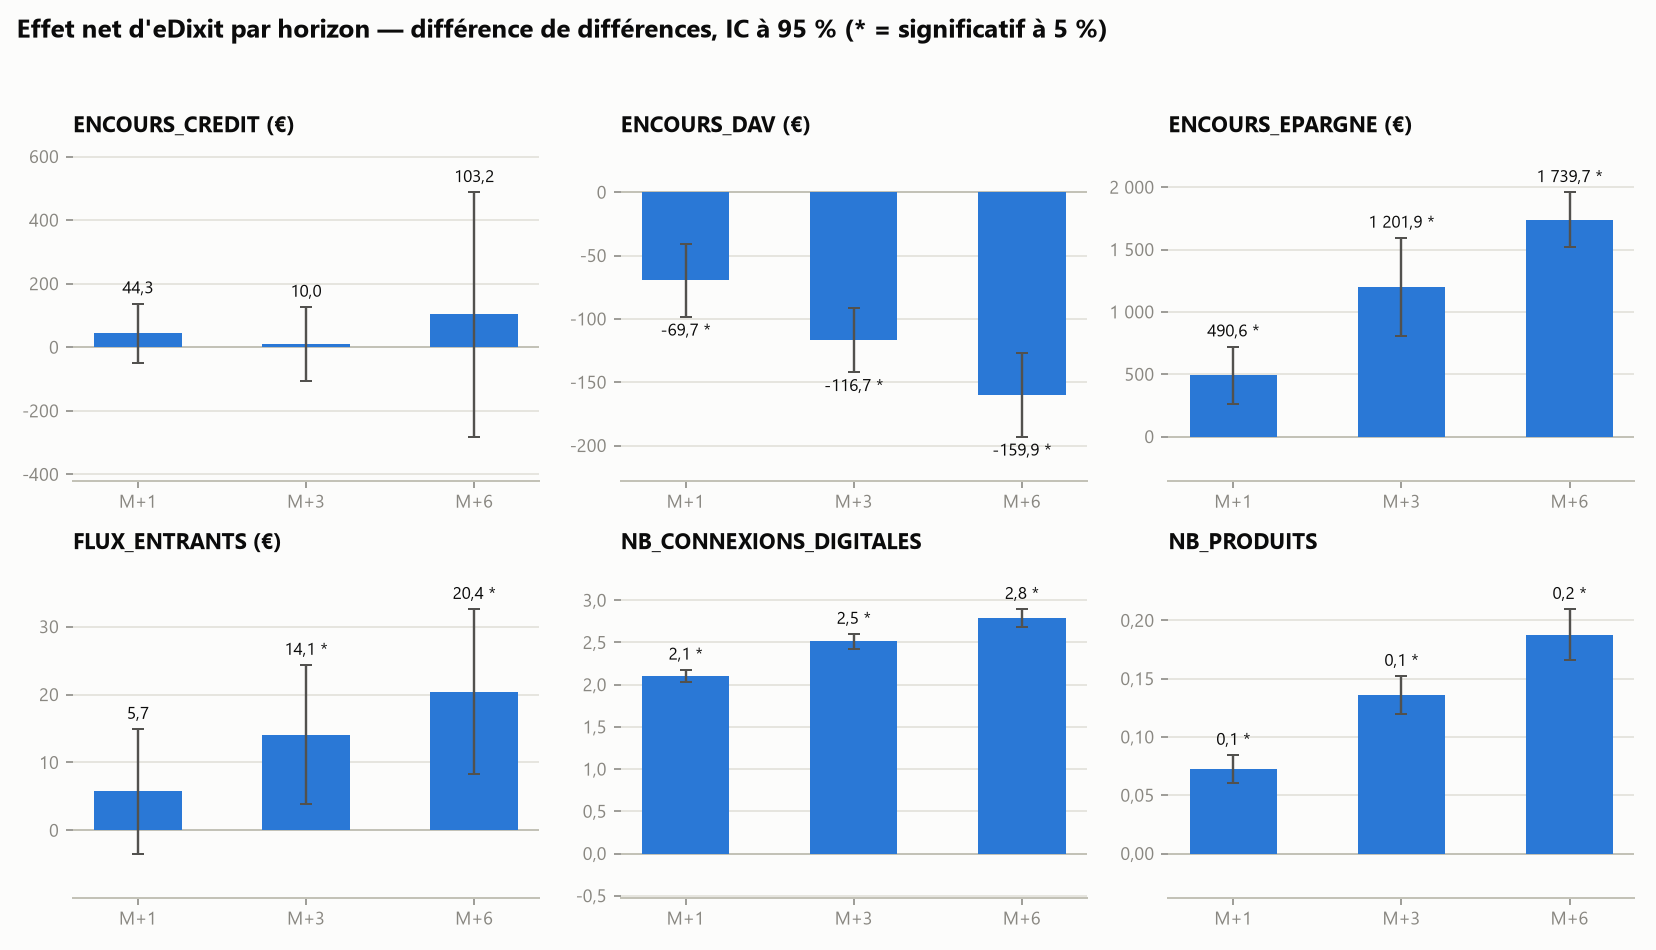 Effet net d'eDixit par horizon — différence de différences, IC à 95 % (* = significatif à 5 %)
ENCOURS_CREDIT (€)
600
400
200
0
-200
-400
44,3
10,0
103,2
M+1
M+3
M+6
ENCOURS_DAV (€)
0
-50
-100
-150
-200
-69,7 *
-116,7 *
-159,9 *
M+1
M+3
M+6
ENCOURS_EPARGNE (€)
2 000
1 500
1 000
500
0
490,6 *
1 201,9 *
1 739,7 *
M+1
M+3
M+6
FLUX_ENTRANTS (€)
30
20
10
0
5,7
14,1 *
20,4 *
M+1
M+3
M+6
NB_CONNEXIONS_DIGITALES
3,0
2,5
2,0
1,5
1,0
0,5
0,0
-0,5
2,1 *
2,5 *
2,8 *
M+1
M+3
M+6
NB_PRODUITS
0,20
0,15
0,10
0,05
0,00
0,1 *
0,1 *
0,2 *
M+1
M+3
M+6